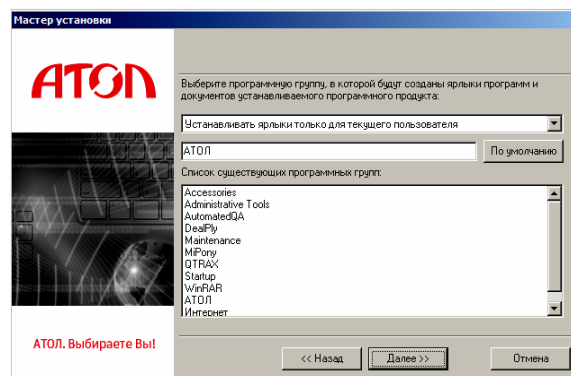 Мастер установки
АТОЛ
Выберите программную группу, в которой будут созданы ярлыки программ и
документов устанавливаемого программного продукта:
Устанавливать ярлыки только для текущего пользователя
АТОЛ
По умолчанию
Список существующих программных групп:
Accessories
Administrative Tools
AutomatedQA
DealPly
Maintenance
MiPony
QTRAX
Startup
WinRAR
АТОЛ
Интернет
АТОЛ. Выбираете Вы!
<< Назад
Далее >>
Отмена